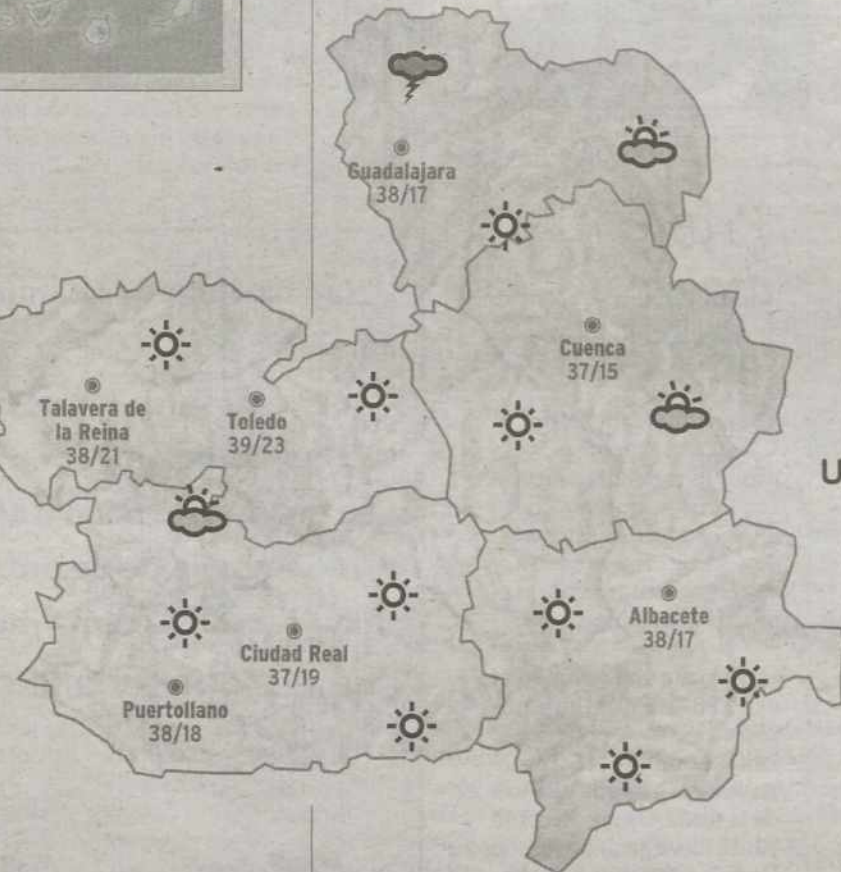 Guadalajara
38/17
Cuenca
37/15
Talavera de
la Reina
38/21
Toledo
39/23
U
Albacete
38/17
Ciudad Real
37/19
Puertollano
38/18